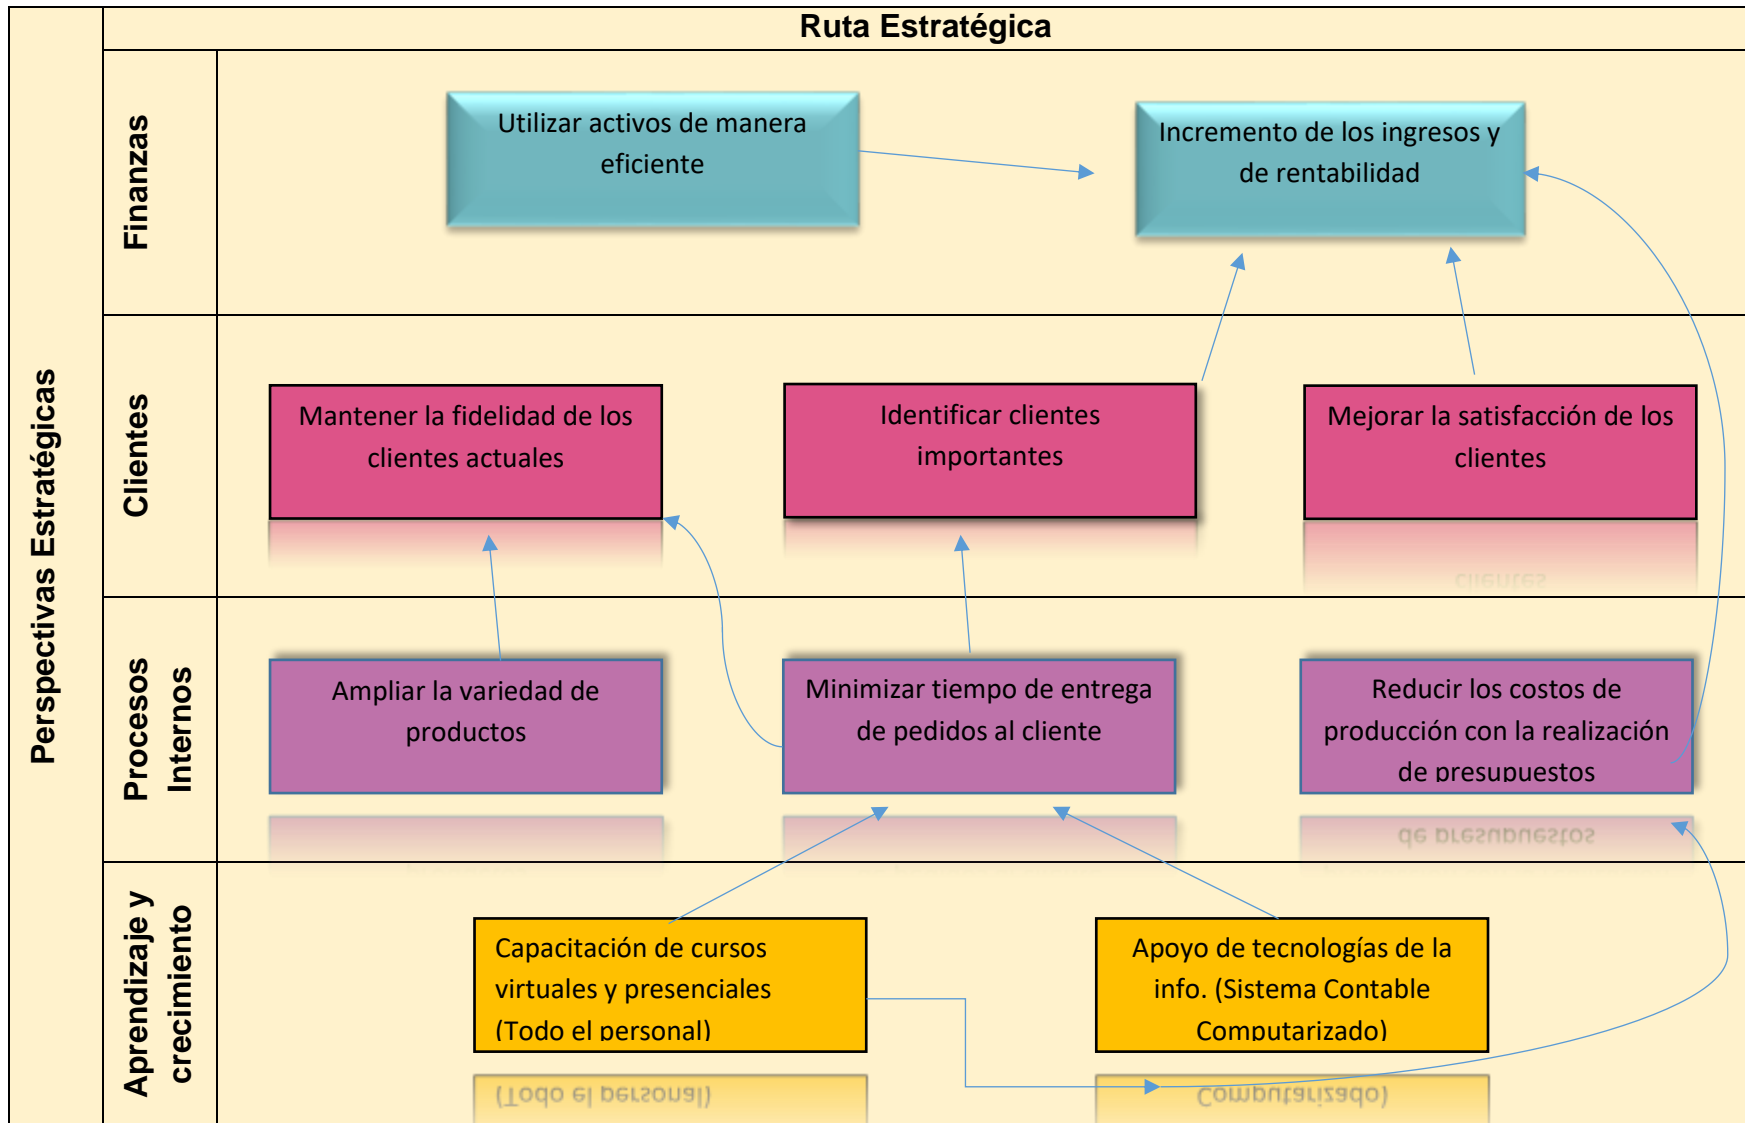 Ruta Estratégica
Perspectivas Estratégicas
Finanzas
Utilizar activos de manera
eficiente
Incremento de los ingresos y
de rentabilidad
Clientes
Mantener la fidelidad de los
clientes actuales
Identificar clientes
importantes
Mejorar la satisfacción de los
clientes
Procesos
Internos
Ampliar la variedad de
productos
Minimizar tiempo de entrega
de pedidos al cliente
Reducir los costos de
producción con la realización
de presupuestos
Aprendizaje y
crecimiento
Capacitación de cursos
virtuales y presenciales
(Todo el personal)
Apoyo de tecnologías de la
info. (Sistema Contable
Computarizado)